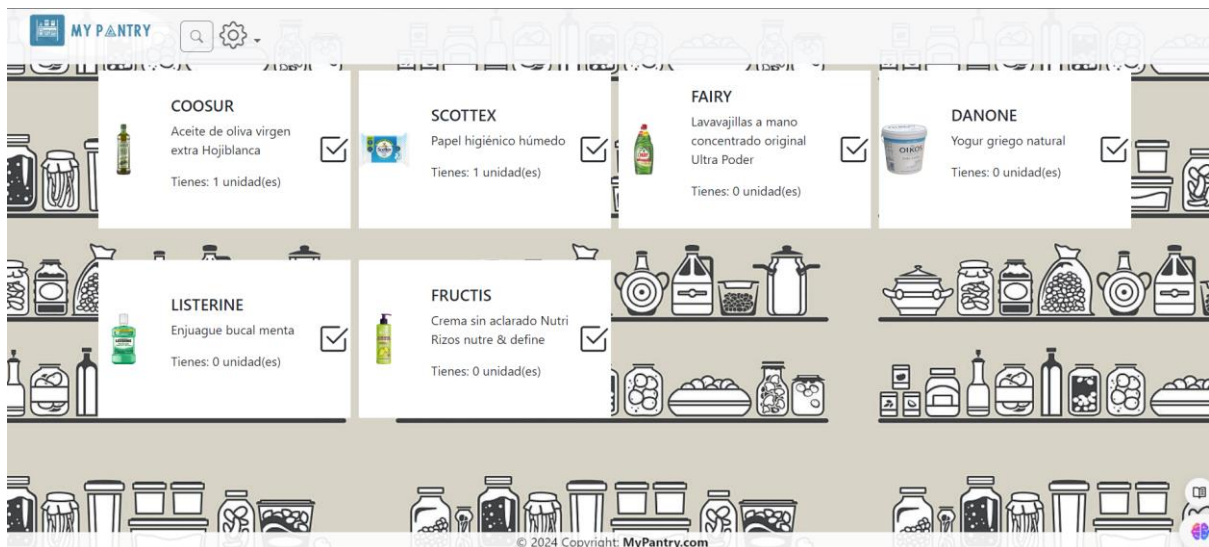 MY PANTRY
COOSUR
Aceite de oliva virgen
extra Hojiblanca
Tienes: 1 unidad(es)
SCOTTEX
Papel higiénico húmedo
Tienes: 1 unidad(es)
FAIRY
Lavavajillas a mano
concentrado original
Ultra Poder
Tienes: 0 unidad(es)
DANONE
Yogur griego natural
Tienes: 0 unidad(es)
OIKOS
LISTERINE
Enjuague bucal menta
Tienes: 0 unidad(es)
FRUCTIS
Crema sin aclarado Nutri
Rizos nutre & define
Tienes: 0 unidad(es)
© 2024 Copyright: MyPantry.com